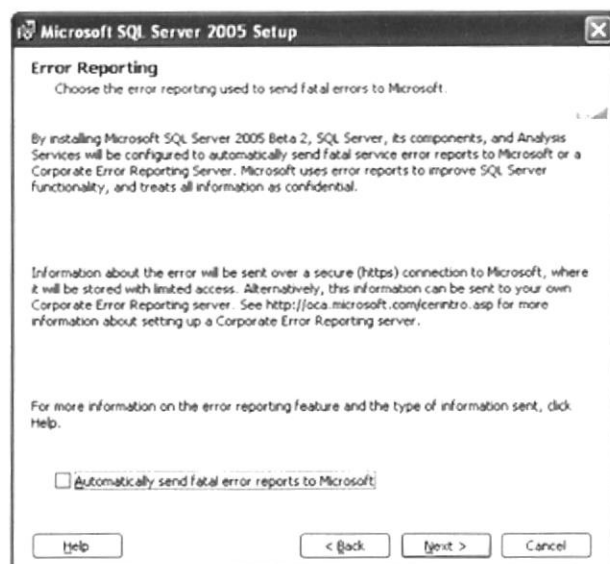 Microsoft SQL Server 2005 Setup
Error Reporting
Choose the error reporting used to send fatal errors to Microsoft.
By installing Microsoft SQL Server 2005 Beta 2, SQL Server, its components, and Analysis
Services will be configured to automatically send fatal service error reports to Microsoft or a
Corporate Error Reporting Server. Microsoft uses error reports to improve SQL Server
functionality, and treats all information as confidential.
Information about the error will be sent over a secure (https) connection to Microsoft, where
it will be stored with limited access. Alternatively, this information can be sent to your own
Corporate Error Reporting server. See http://oca.microsoft.com/cerintro.asp for more
information about setting up a Corporate Error Reporting server.
For more information on the error reporting feature and the type of information sent, click
Help.
Automatically send fatal error reports to Microsoft
Help < Back Next > Cancel